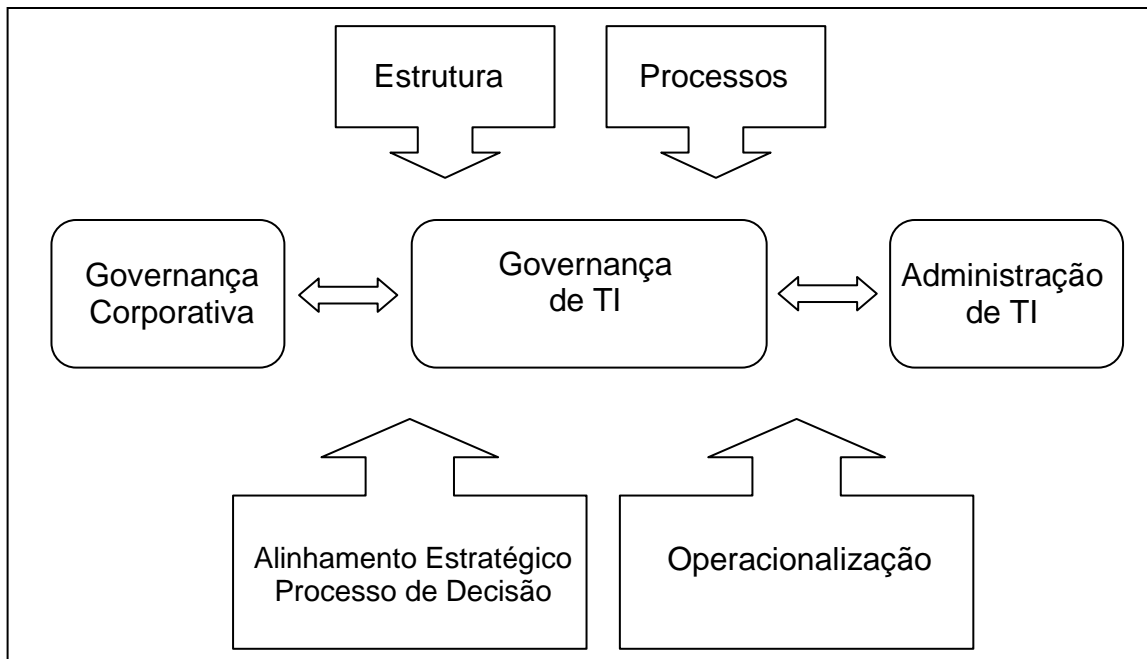 Estrutura
Processos
Governança
Corporativa
Governança
de TI
Administração
de TI
Alinhamento Estratégico
Processo de Decisão
Operacionalização